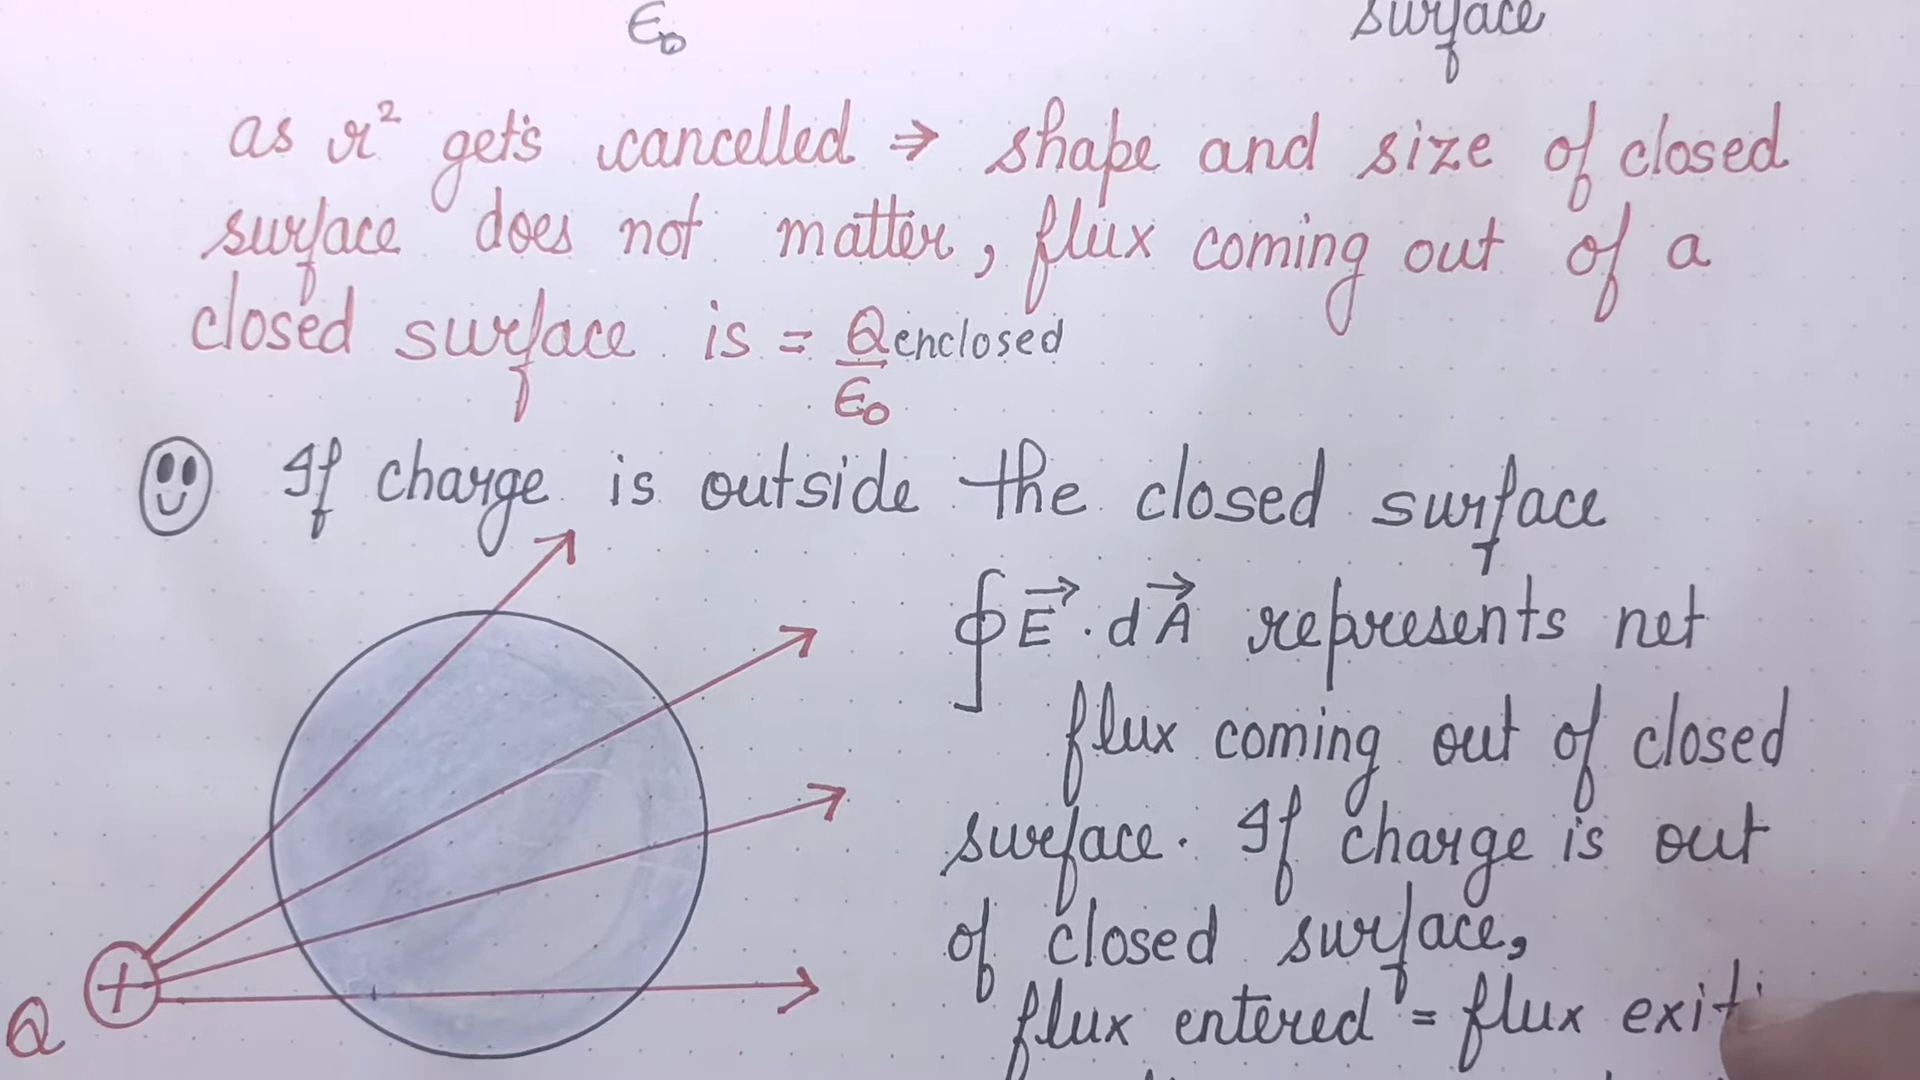 ϵ₀ surface
as r² gets cancelled ⇒ shape and size of closed
surface does not matter, flux coming out of a
closed surface is = Q enclosed
ϵ₀
If charge is outside the closed surface
∮ E⃗ . dA⃗ represents net
flux coming out of closed
surface. If charge is out
of closed surface,
flux entered = flux
+
Q